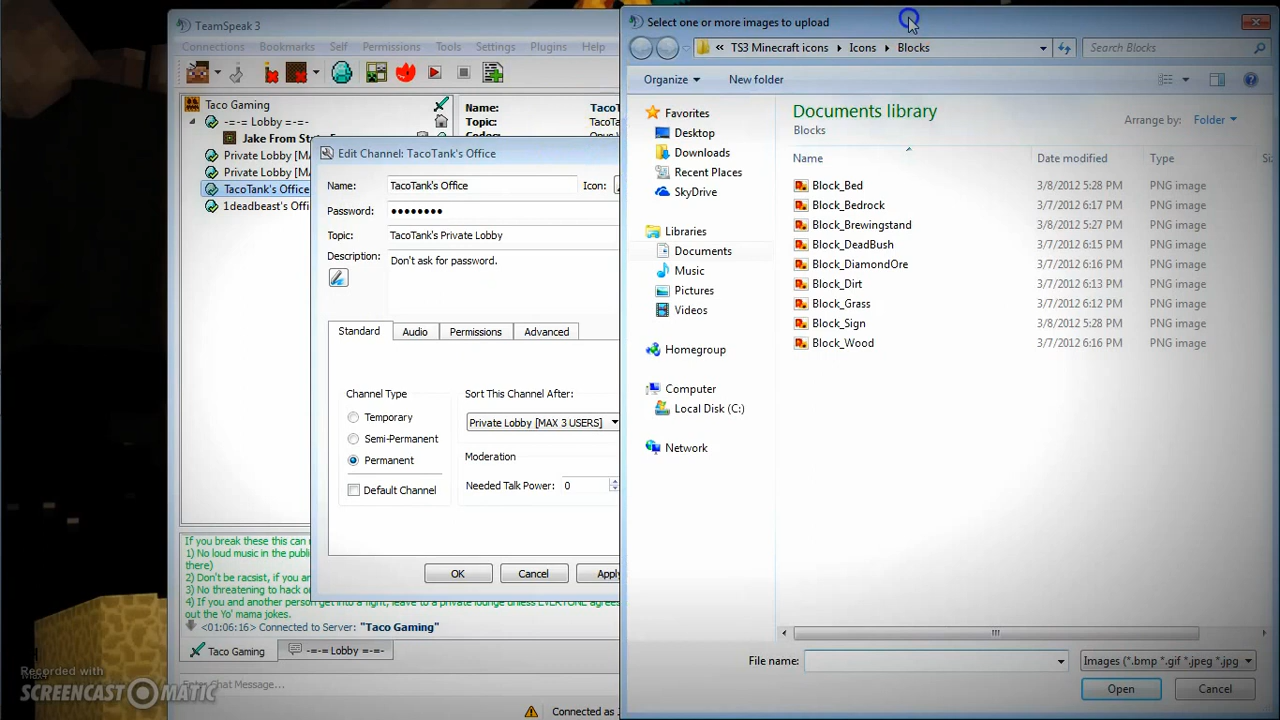 TeamSpeak 3
Connections Bookmarks Self Permissions Tools Settings Plugins Help
Taco Gaming
-=-= Lobby =-=-
Jake From State F
Private Lobby [MA
Private Lobby [MA
TacoTank's Office
1deadbeast's Offi
Name: TacoT
Topic: TacoTa
Codec: Opus
Edit Channel: TacoTank's Office
Name: TacoTank's Office Icon:
Password: ●●●●●●●●
Topic: TacoTank's Private Lobby
Description: Don't ask for password.
Standard Audio Permissions Advanced
Channel Type
Temporary
Semi-Permanent
Permanent
Default Channel
Sort This Channel After:
Private Lobby [MAX 3 USERS]
Moderation
Needed Talk Power: 0
OK Cancel Apply
If you break these this can r
1) No loud music in the publi
there)
2) Don't be racsist, if you ar
3) No threatening to hack or
4) If you and another person get into a fight, leave to a private lounge unless EVERYONE agrees
out the Yo' mama jokes.
<01:06:16> Connected to Server: "Taco Gaming"
Taco Gaming -=-= Lobby =-=-
Enter Chat Message...
Connected as
Select one or more images to upload
« TS3 Minecraft icons Icons Blocks
Search Blocks
Organize New folder
Favorites
Desktop
Downloads
Recent Places
SkyDrive
Libraries
Documents
Music
Pictures
Videos
Homegroup
Computer
Local Disk (C:)
Network
Documents library
Blocks
Arrange by: Folder
Name Date modified Type Si
Block_Bed 3/8/2012 5:28 PM PNG image
Block_Bedrock 3/7/2012 6:17 PM PNG image
Block_Brewingstand 3/8/2012 5:27 PM PNG image
Block_DeadBush 3/7/2012 6:15 PM PNG image
Block_DiamondOre 3/7/2012 6:16 PM PNG image
Block_Dirt 3/7/2012 6:13 PM PNG image
Block_Grass 3/7/2012 6:12 PM PNG image
Block_Sign 3/8/2012 5:28 PM PNG image
Block_Wood 3/7/2012 6:16 PM PNG image
File name:
Images (*.bmp *.gif *.jpeg *.jpg
Open Cancel
Recorded with
SCREENCAST-O-MATIC